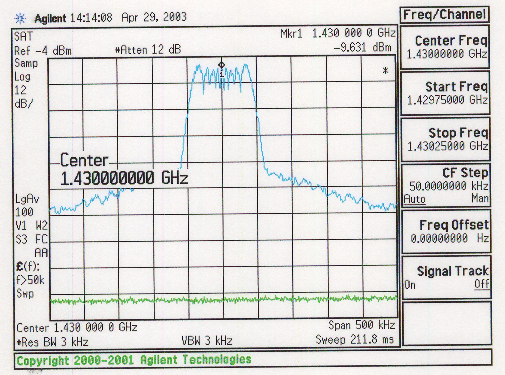 Agilent 14:14:08 Apr 29, 2003
Freq/Channel
SAT
Mkr1 1.430 000 0 GHz
Ref -4 dBm
*Atten 12 dB
-9.631 dBm
Samp
Log
12
dB/
*
1
Center
1.430000000 GHz
LgAv
100
V1 W2
S3 FC
AA
£(f):
f>50k
Swp
Center 1.430 000 0 GHz
Span 500 kHz
*Res BW 3 kHz
VBW 3 kHz
Sweep 211.8 ms
Copyright 2000-2001 Agilent Technologies
Center Freq
1.43000000 GHz
Start Freq
1.42975000 GHz
Stop Freq
1.43025000 GHz
CF Step
50.0000000 kHz
Auto Man
Freq Offset
0.00000000 Hz
Signal Track
On Off